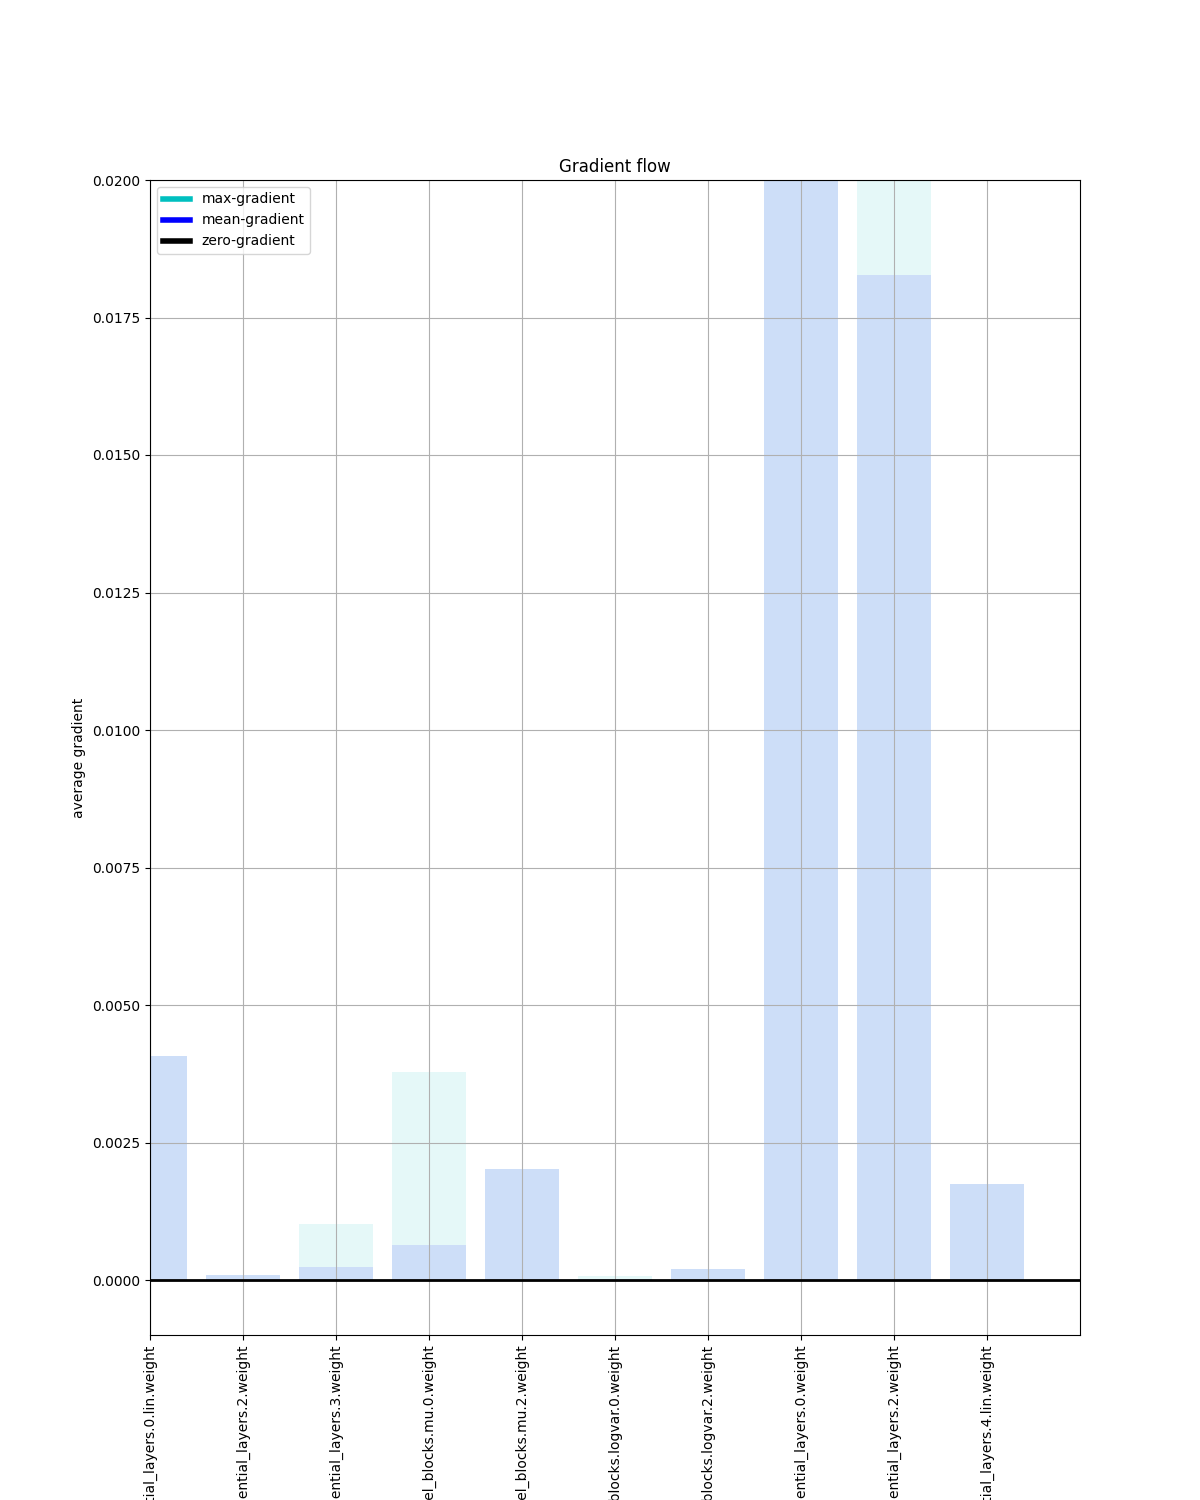 Gradient flow
max-gradient
mean-gradient
zero-gradient
0.0200
0.0175
0.0150
0.0125
0.0100
0.0075
0.0050
0.0025
0.0000
average gradient
tial_layers.0.lin.weight
ential_layers.2.weight
ential_layers.3.weight
el_blocks.mu.0.weight
el_blocks.mu.2.weight
blocks.logvar.0.weight
blocks.logvar.2.weight
ential_layers.0.weight
ential_layers.2.weight
tial_layers.4.lin.weight